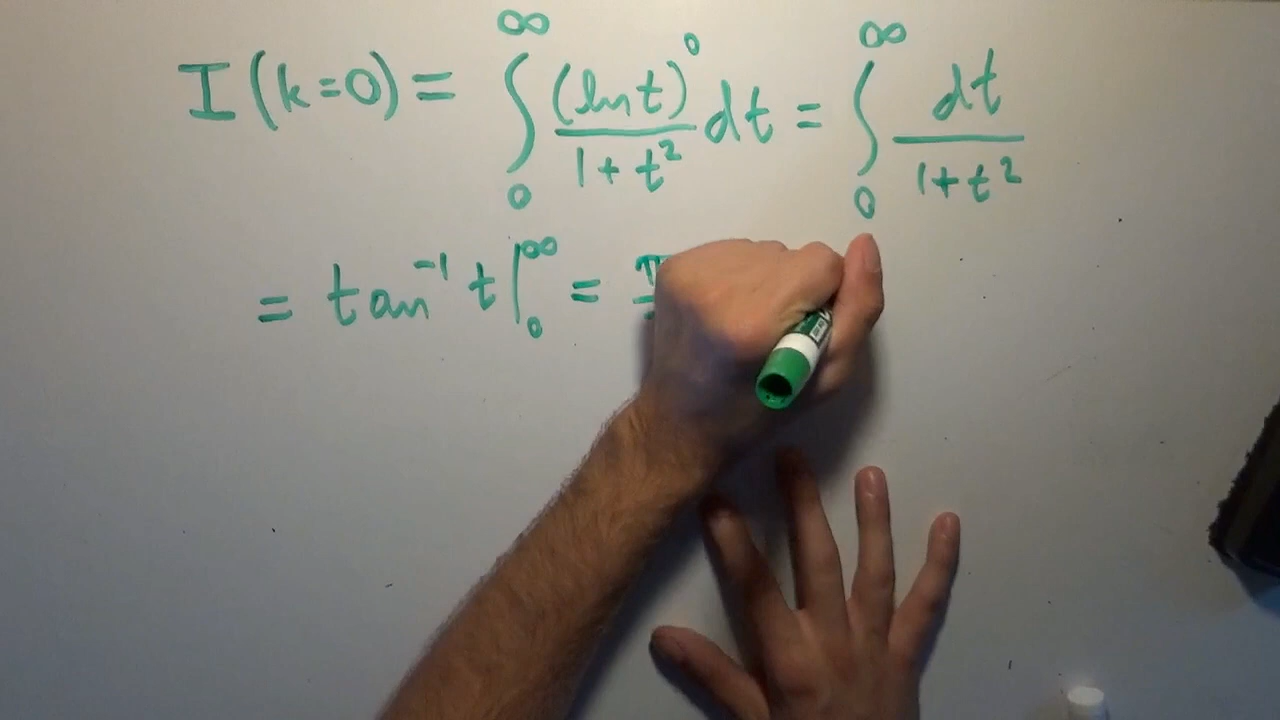 I(k=0) = ∫₀^∞ (ln t)⁰/(1+t²) dt = ∫₀^∞ dt/(1+t²)
= tan⁻¹ t |₀^∞ = π